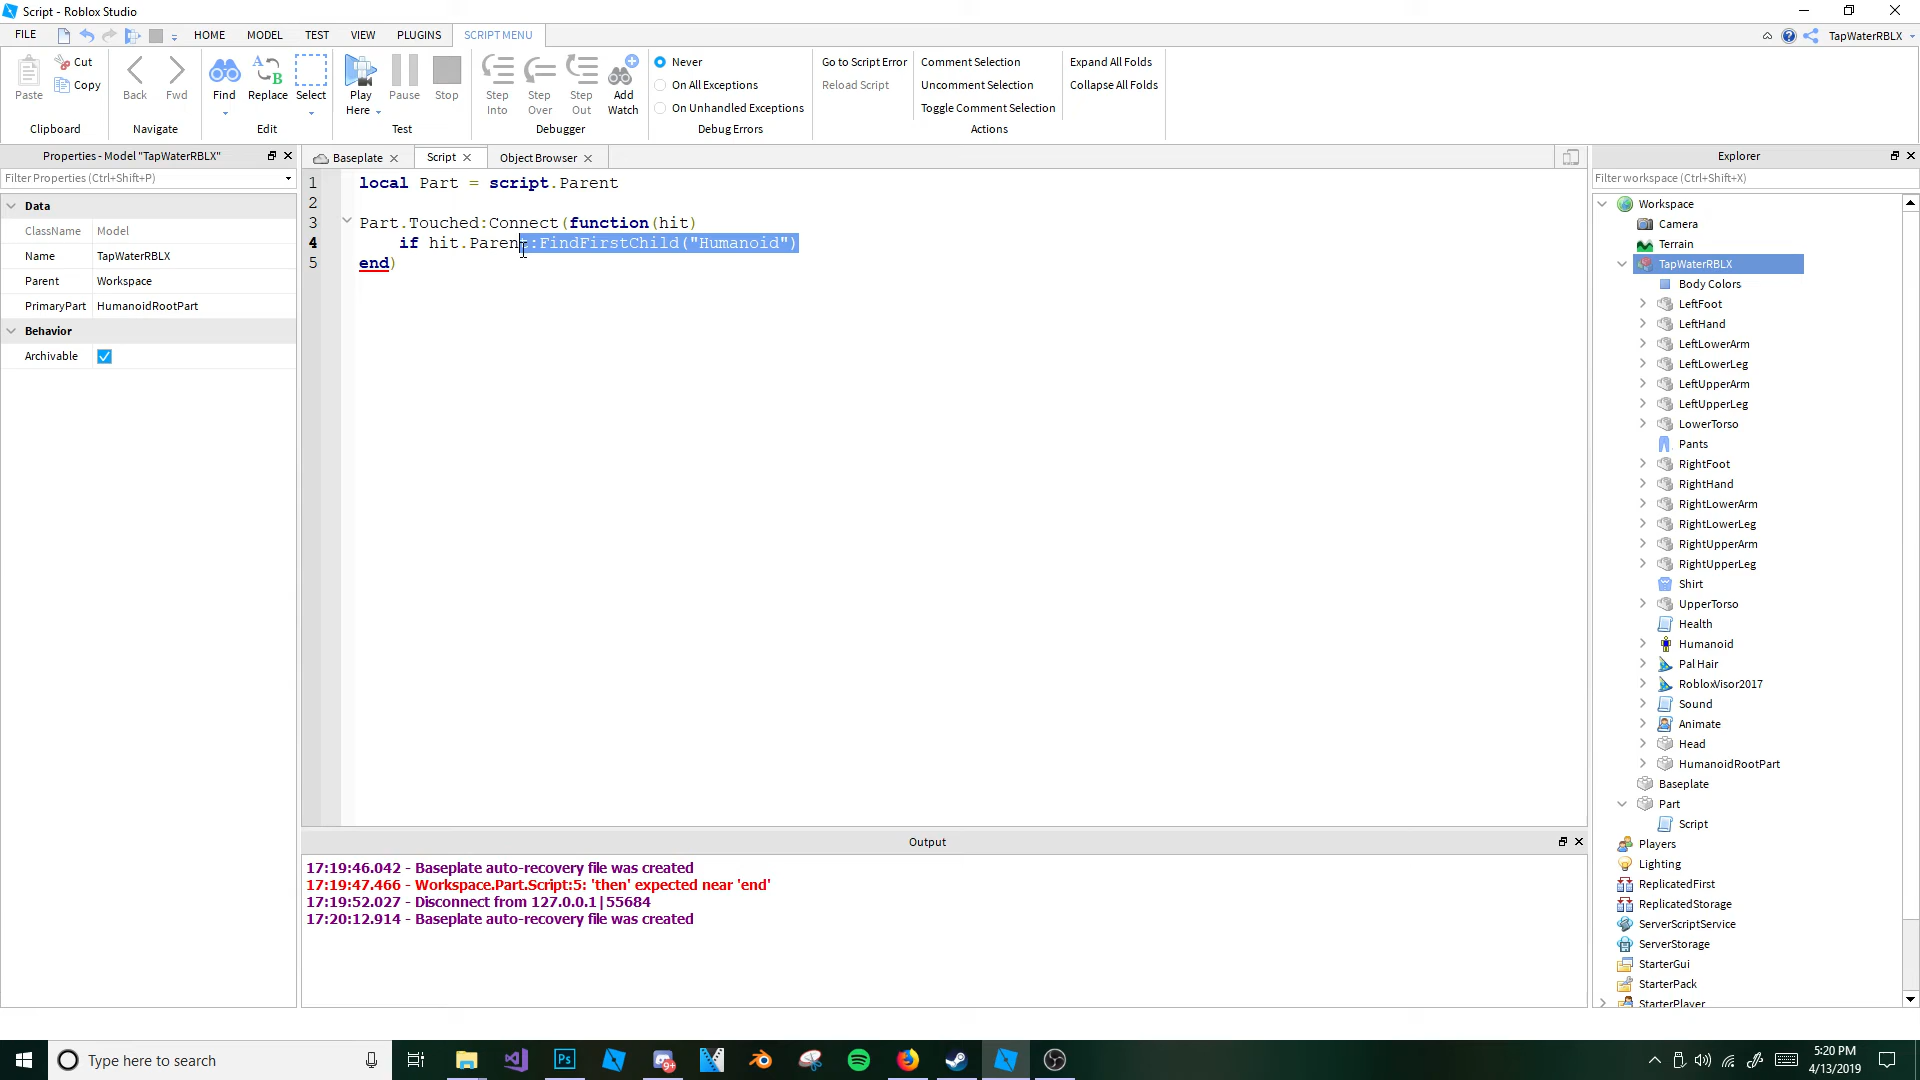 Script - Roblox Studio
FILE HOME MODEL TEST VIEW PLUGINS SCRIPT MENU TapWaterRBLX
Paste Cut Copy Clipboard
Back Fwd Navigate
Find Replace Select Edit
Play Here Pause Stop Test
Step Into Step Over Step Out Add Watch Debugger
Never
On All Exceptions
On Unhandled Exceptions
Debug Errors
Go to Script Error
Reload Script
Comment Selection
Uncomment Selection
Toggle Comment Selection
Expand All Folds
Collapse All Folds
Actions
Properties - Model "TapWaterRBLX"
Filter Properties (Ctrl+Shift+P)
Data
ClassName Model
Name TapWaterRBLX
Parent Workspace
PrimaryPart HumanoidRootPart
Behavior
Archivable
Baseplate Script Object Browser
1 local Part = script.Parent
2
3 Part.Touched:Connect(function(hit)
4 if hit.Parent:FindFirstChild("Humanoid")
5 end)
Output
17:19:46.042 - Baseplate auto-recovery file was created
17:19:47.466 - Workspace.Part.Script:5: 'then' expected near 'end'
17:19:52.027 - Disconnect from 127.0.0.1|55684
17:20:12.914 - Baseplate auto-recovery file was created
Explorer
Filter workspace (Ctrl+Shift+X)
Workspace
Camera
Terrain
TapWaterRBLX
Body Colors
LeftFoot
LeftHand
LeftLowerArm
LeftLowerLeg
LeftUpperArm
LeftUpperLeg
LowerTorso
Pants
RightFoot
RightHand
RightLowerArm
RightLowerLeg
RightUpperArm
RightUpperLeg
Shirt
UpperTorso
Health
Humanoid
Pal Hair
RobloxVisor2017
Sound
Animate
Head
HumanoidRootPart
Baseplate
Part
Script
Players
Lighting
ReplicatedFirst
ReplicatedStorage
ServerScriptService
ServerStorage
StarterGui
StarterPack
StarterPlayer
Type here to search
Ps
9+
5:20 PM
4/13/2019